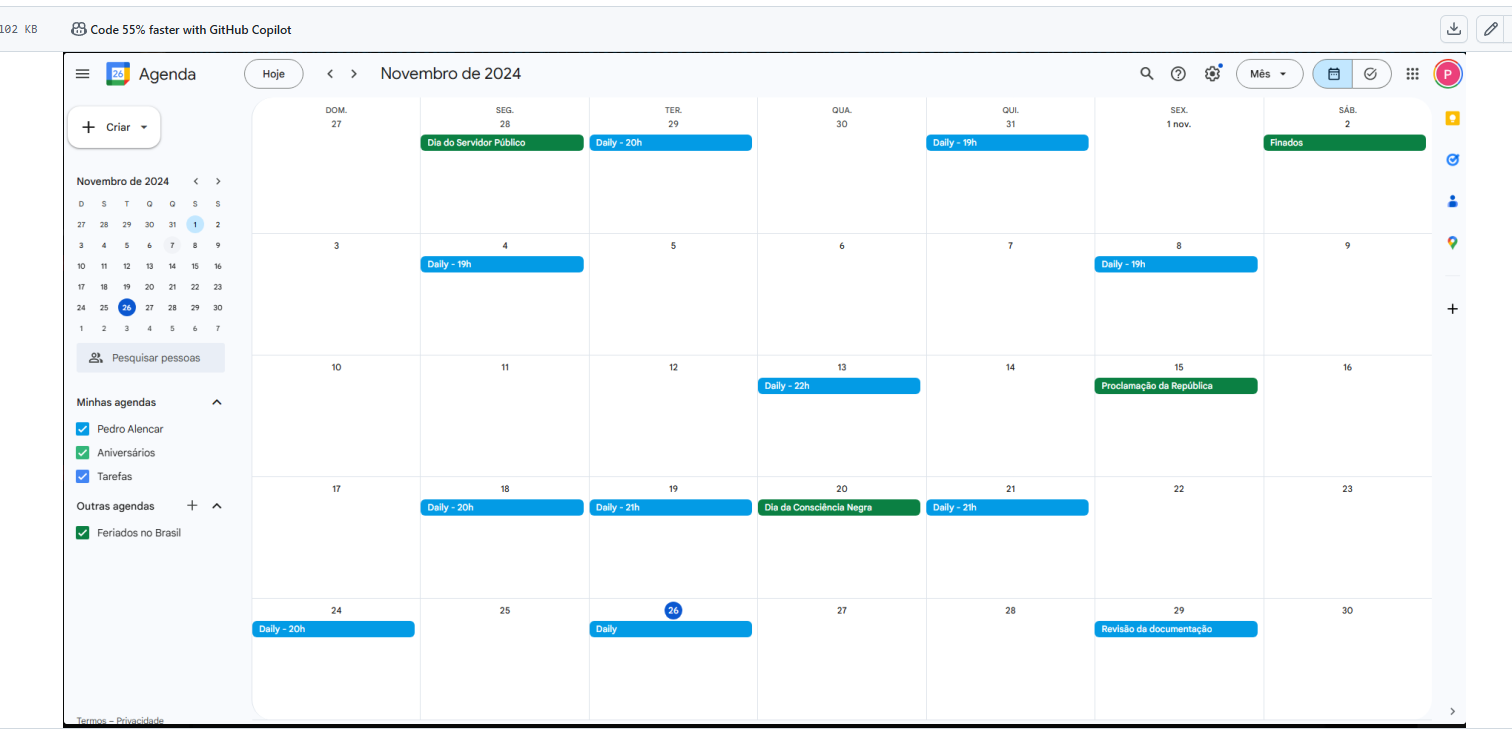 102 KB
Code 55% faster with GitHub Copilot
26 Agenda
Hoje
Novembro de 2024
Mês
P
Criar
Novembro de 2024
D S T Q Q S S
27 28 29 30 31 1 2
3 4 5 6 7 8 9
10 11 12 13 14 15 16
17 18 19 20 21 22 23
24 25 26 27 28 29 30
1 2 3 4 5 6 7
Pesquisar pessoas
Minhas agendas
Pedro Alencar
Aniversários
Tarefas
Outras agendas
Feriados no Brasil
Termos – Privacidade
DOM. SEG. TER. QUA. QUI. SEX. SÁB.
27 28 29 30 31 1 nov. 2
Dia do Servidor Público Daily - 20h Daily - 19h Finados
3 4 5 6 7 8 9
Daily - 19h Daily - 19h
10 11 12 13 14 15 16
Daily - 22h Proclamação da República
17 18 19 20 21 22 23
Daily - 20h Daily - 21h Dia da Consciência Negra Daily - 21h
24 25 26 27 28 29 30
Daily - 20h Daily Revisão da documentação